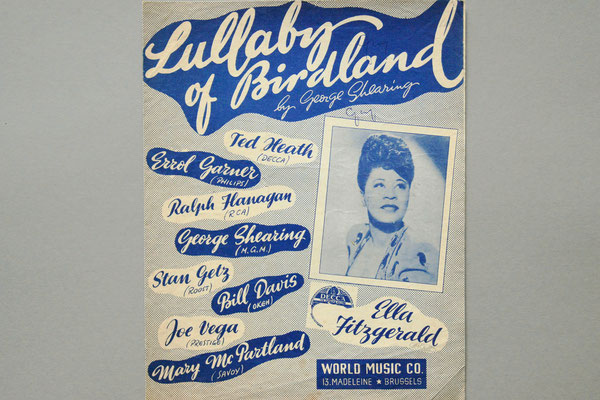 Lullaby
of Birdland
by George Shearing
Ted Heath
(DECCA)
Errol Garner
(PHILIPS)
Ralph Flanagan
(RCA)
George Shearing
(M.G.M.)
Stan Getz
(ROOST)
Bill Davis
(OKEH)
Joe Vega
(PRESTIGE)
Mary McPartland
(SAVOY)
DECCA
Ella
Fitzgerald
WORLD MUSIC CO.
13, MADELEINE ★ BRUSSELS